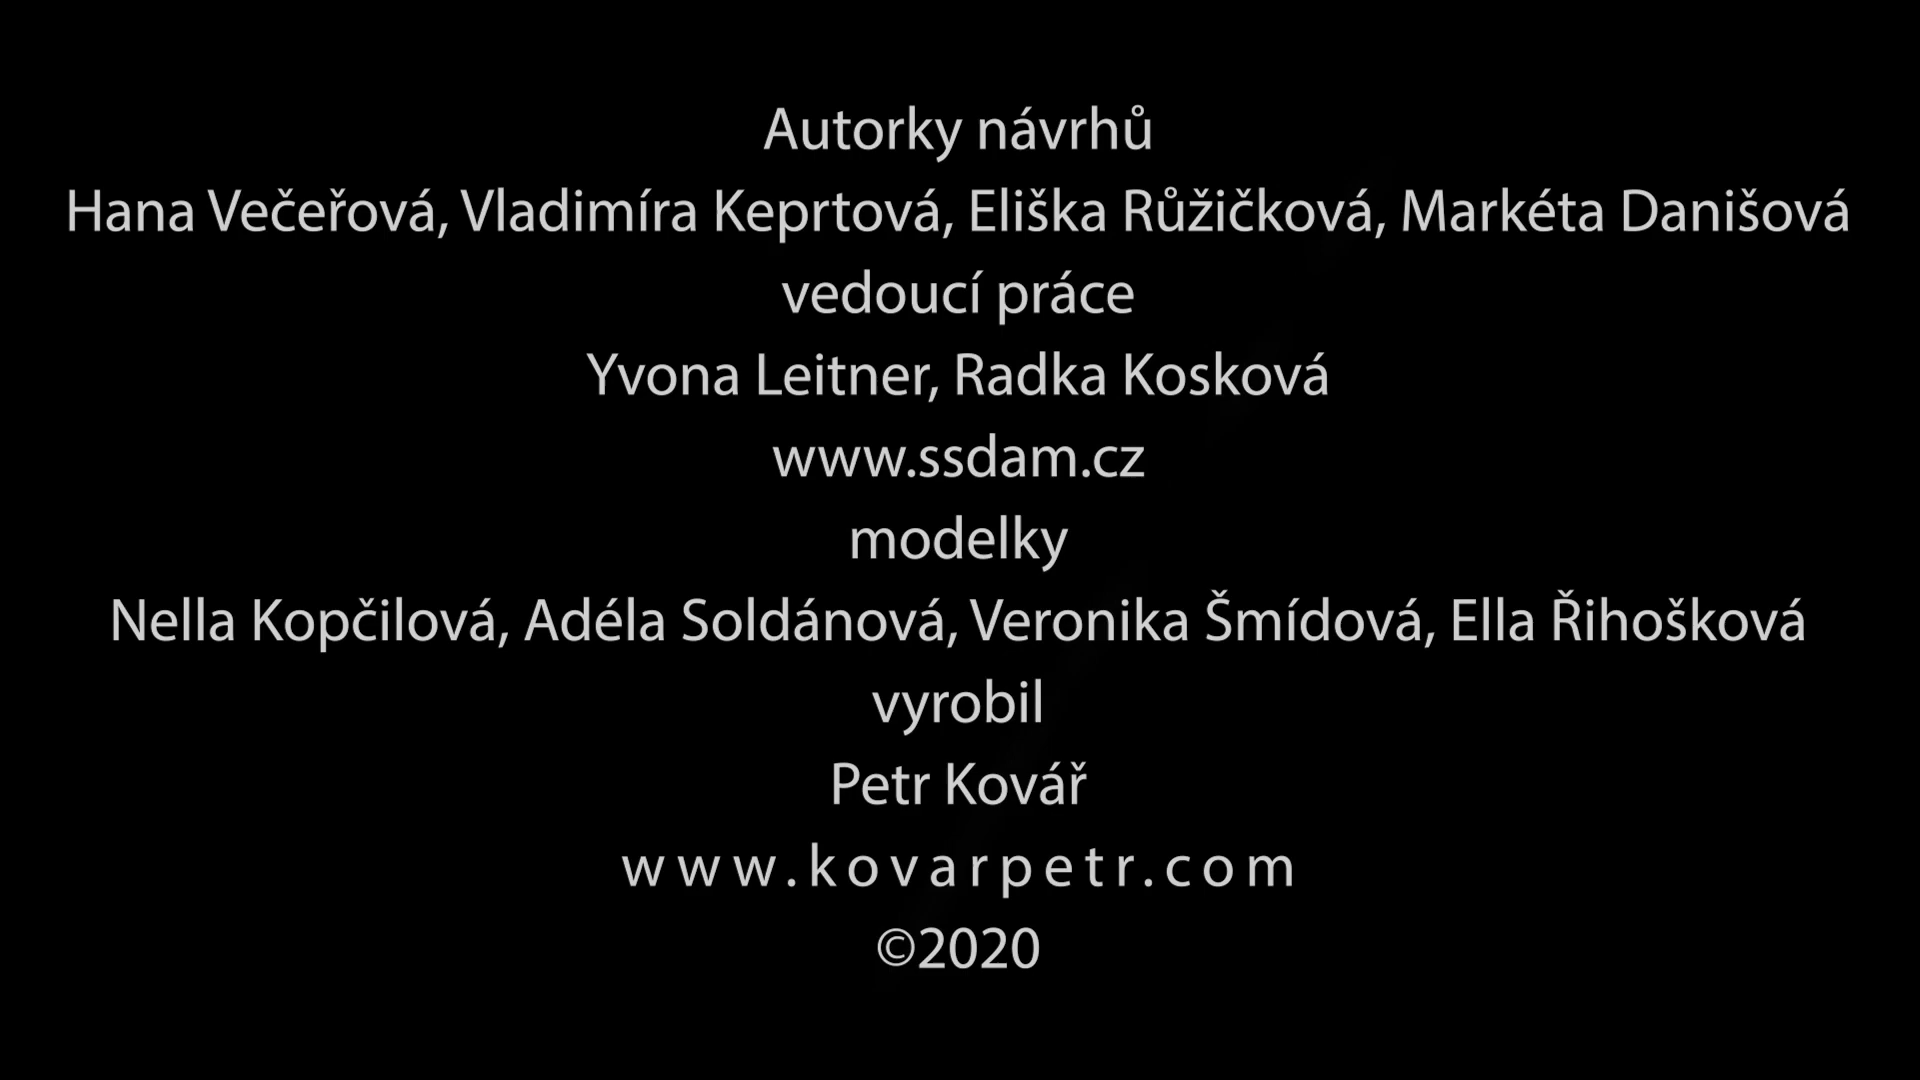 Autorky návrhů
Hana Večeřová, Vladimíra Keprtová, Eliška Růžičková, Markéta Danišová
vedoucí práce
Yvona Leitner, Radka Kosková
www.ssdam.cz
modelky
Nella Kopčilová, Adéla Soldánová, Veronika Šmídová, Ella Řihošková
vyrobil
Petr Kovář
www.kovarpetr.com
©2020